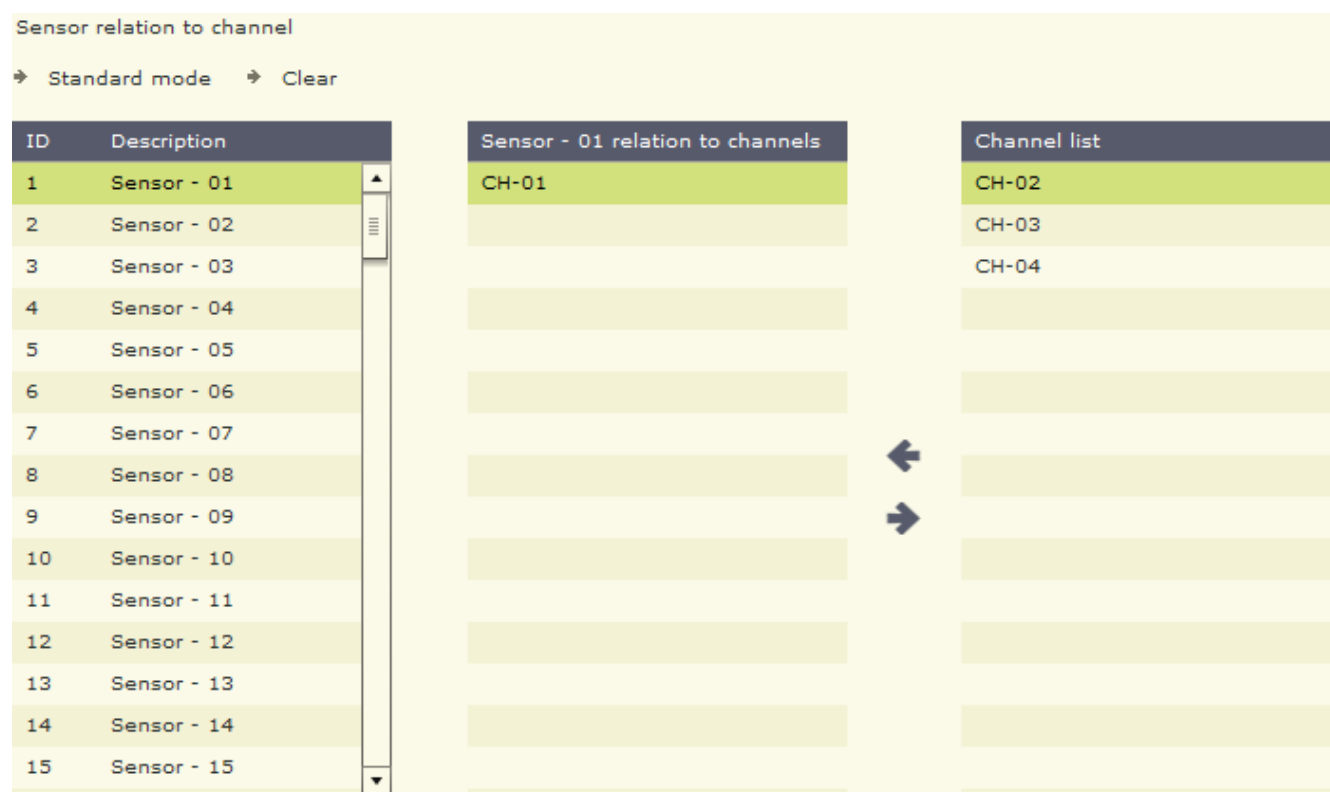 Sensor relation to channel
Standard mode Clear
ID Description Sensor - 01 relation to channels Channel list
1 Sensor - 01 CH-01 CH-02
2 Sensor - 02 CH-03
3 Sensor - 03 CH-04
4 Sensor - 04
5 Sensor - 05
6 Sensor - 06
7 Sensor - 07
8 Sensor - 08
9 Sensor - 09
10 Sensor - 10
11 Sensor - 11
12 Sensor - 12
13 Sensor - 13
14 Sensor - 14
15 Sensor - 15